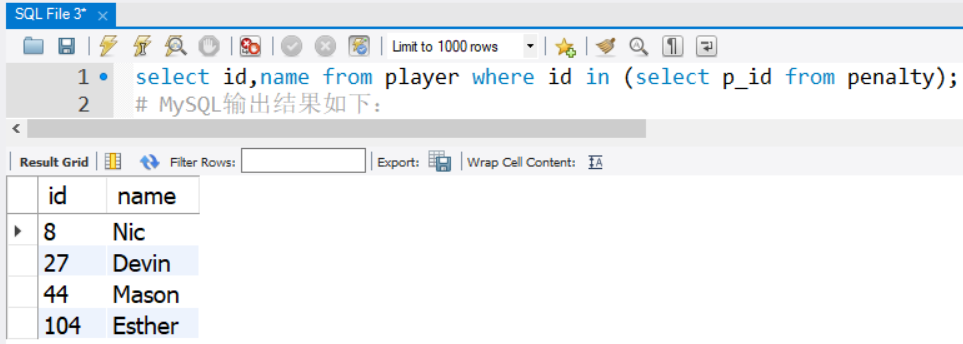 SQL File 3*
Limit to 1000 rows
1 select id,name from player where id in (select p_id from penalty);
2 # MySQL输出结果如下：
Result Grid Filter Rows: Export: Wrap Cell Content: IA
id name
8 Nic
27 Devin
44 Mason
104 Esther